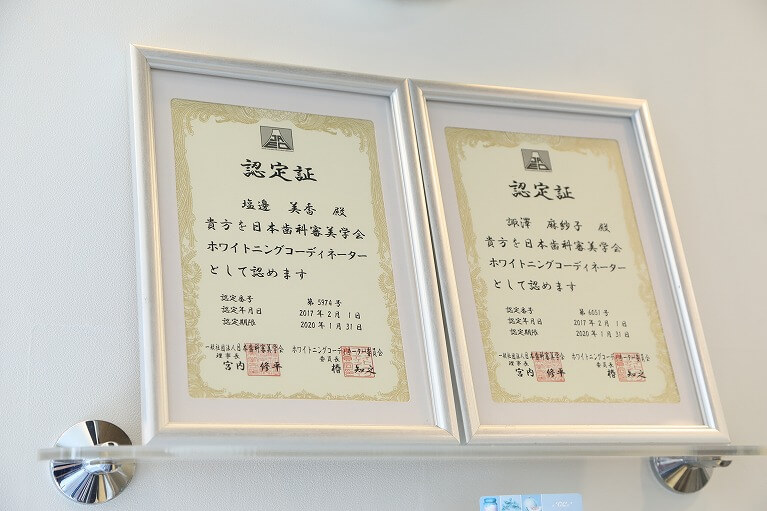 認定証
塩邊 美香 殿
貴方を日本歯科審美学会
ホワイトニングコーディネーター
として認めます
認定番号 第5974号
認定年月日 2017年2月1日
認定期限 2020年1月31日
一般社団法人日本歯科審美学会
理事長
宮内 修平
ホワイトニングコーディネーター委員会
委員長
椿 知之
認定証
諏澤 麻紗子 殿
貴方を日本歯科審美学会
ホワイトニングコーディネーター
として認めます
認定番号 第6551号
認定年月日 2017年2月1日
認定期限 2020年1月31日
一般社団法人日本歯科審美学会
理事長
宮内 修平
ホワイトニングコーディネーター委員会
委員長
椿 知之